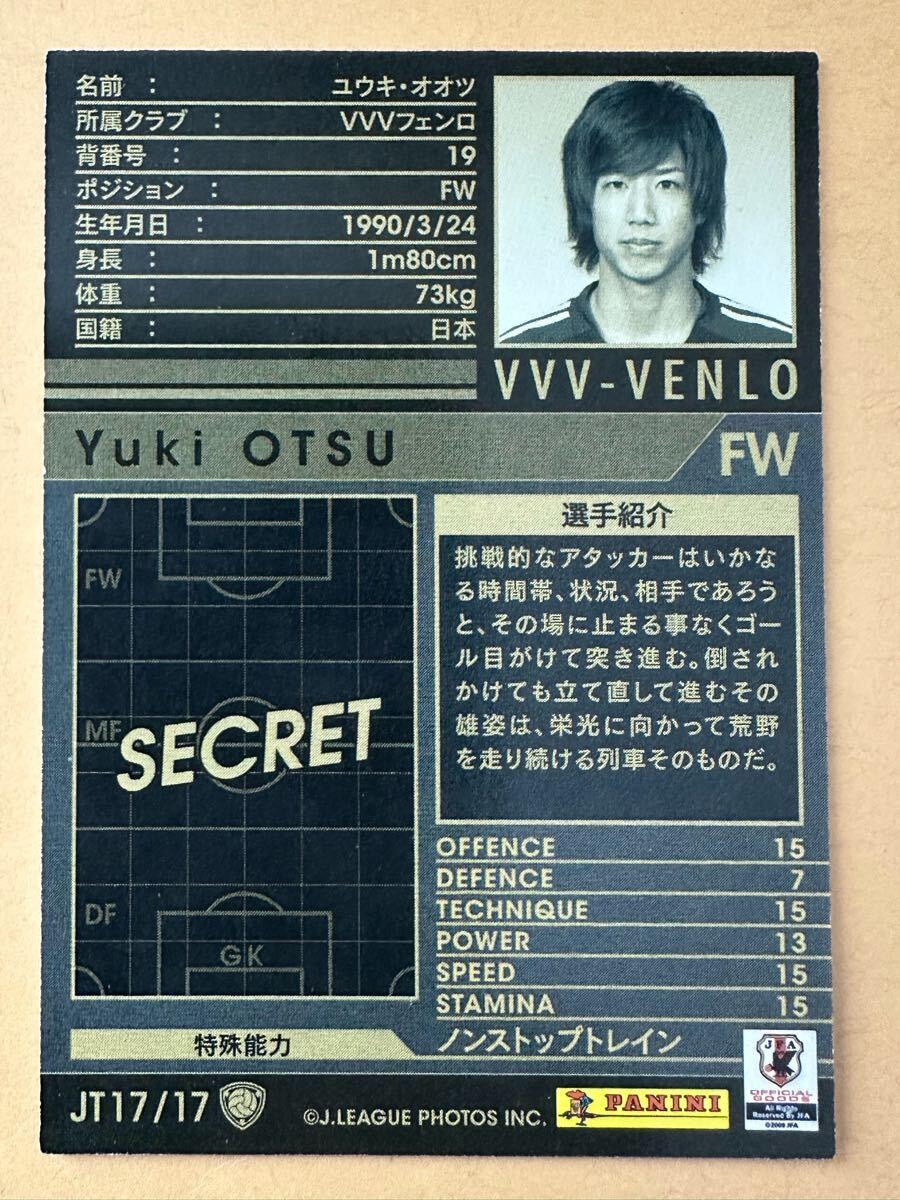 名前 : ユウキ・オオツ
所属クラブ : VVVフェンロ
背番号 : 19
ポジション : FW
生年月日 : 1990/3/24
身長 : 1m80cm
体重 : 73kg
国籍 : 日本
VVV-VENLO
Yuki OTSU
FW
FW
MF
SECRET
DF
GK
選手紹介
挑戦的なアタッカーはいかな
る時間帯、状況、相手であろう
と、その場に止まる事なくゴー
ル目がけて突き進む。倒され
かけても立て直して進むその
雄姿は、栄光に向かって荒野
を走り続ける列車そのものだ。
OFFENCE 15
DEFENCE 7
TECHNIQUE 15
POWER 13
SPEED 15
STAMINA 15
特殊能力 ノンストップトレイン
JT17/17
©J.LEAGUE PHOTOS INC.
PANINI
JFA
OFFICIAL
GOODS
All Rights
Reserved By JFA
©2009 JFA